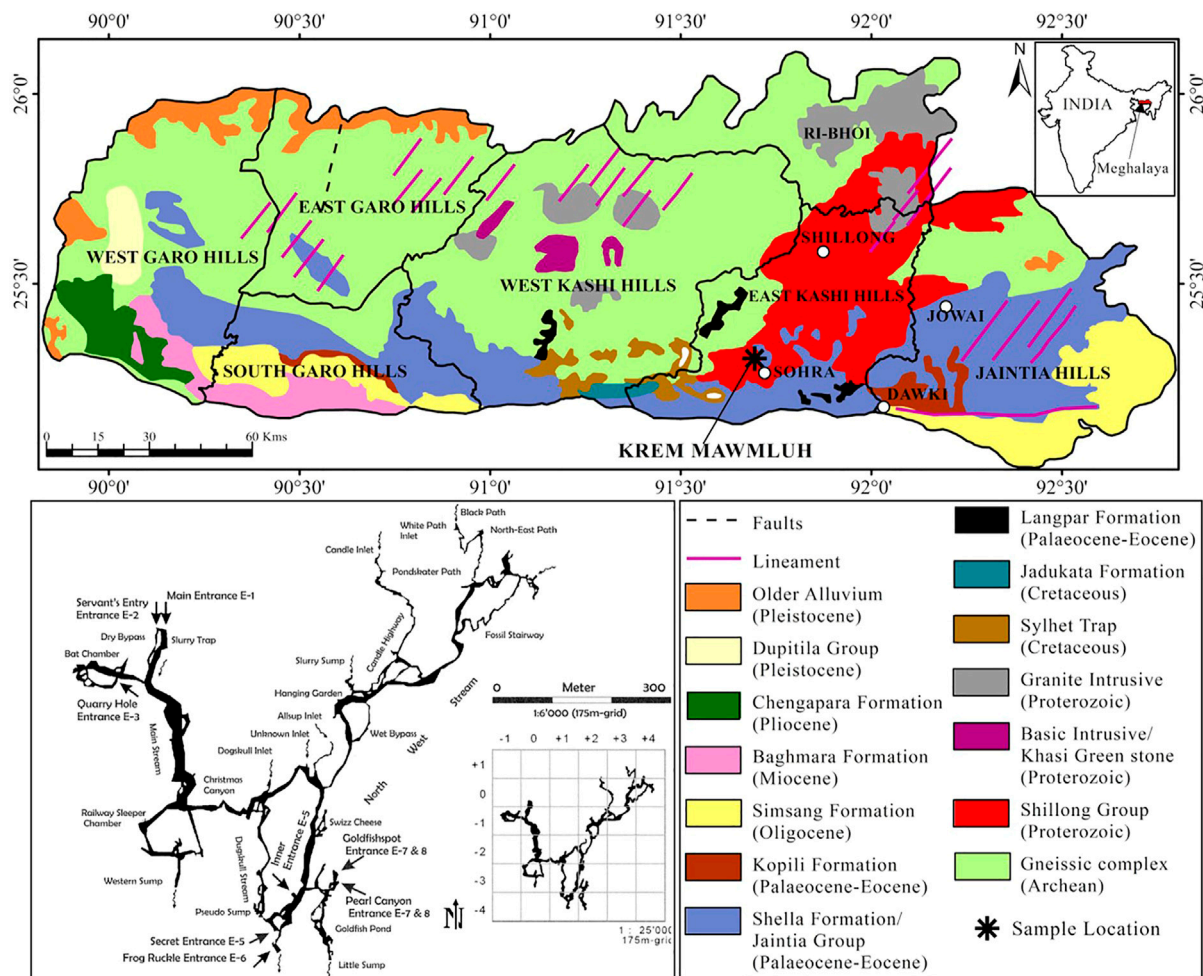 90°0' 90°30' 91°0' 91°30' 92°0' 92°30'
26°0'
25°30'
26°0'
25°30'
N
INDIA
Meghalaya
RI-BHOI
EAST GARO HILLS
WEST GARO HILLS
SHILLONG
WEST KASHI HILLS
EAST KASHI HILLS
JOWAI
SOUTH GARO HILLS
SOHRA
JAINTIA HILLS
DAWKI
KREM MAWMLUH
0 15 30 60 Kms
90°0' 90°30' 91°0' 91°30' 92°0' 92°30'
Black Path
White Path
Inlet
North-East Path
Candle Inlet
Pondskater Path
Servant's Entry
Entrance E-2
Main Entrance E-1
Dry Bypass
Slurry Trap
Bat Chamber
Fossil Stairway
Candle Highway
Slurry Sump
Quarry Hole
Entrance E-3
Hanging Garden
Stream
0 Meter 300
1:6'000 (175m-grid)
Allsup Inlet
Unknown Inlet
Wet Bypass
West
Main Stream
Dogskull Inlet
Christmas
Canyon
North
Railway Sleeper
Chamber
Swizz Cheese
Inner
Entrance E-5
Goldfishspot
Entrance E-7 & 8
Dugskull Stream
Western Sump
Pearl Canyon
Entrance E-7 & 8
N
Pseudo Sump
Goldfish Pond
Secret Entrance E-5
Frog Ruckle Entrance E-6
Little Sump
-1 0 +1 +2 +3 +4
+1
0
-1
-2
-3
-4
1 : 25'000
175m-grid
Faults
Lineament
Older Alluvium
(Pleistocene)
Dupitila Group
(Pleistocene)
Chengapara Formation
(Pliocene)
Baghmara Formation
(Miocene)
Simsang Formation
(Oligocene)
Kopili Formation
(Palaeocene-Eocene)
Shella Formation/
Jaintia Group
(Palaeocene-Eocene)
Langpar Formation
(Palaeocene-Eocene)
Jadukata Formation
(Cretaceous)
Sylhet Trap
(Cretaceous)
Granite Intrusive
(Proterozoic)
Basic Intrusive/
Khasi Green stone
(Proterozoic)
Shillong Group
(Proterozoic)
Gneissic complex
(Archean)
Sample Location